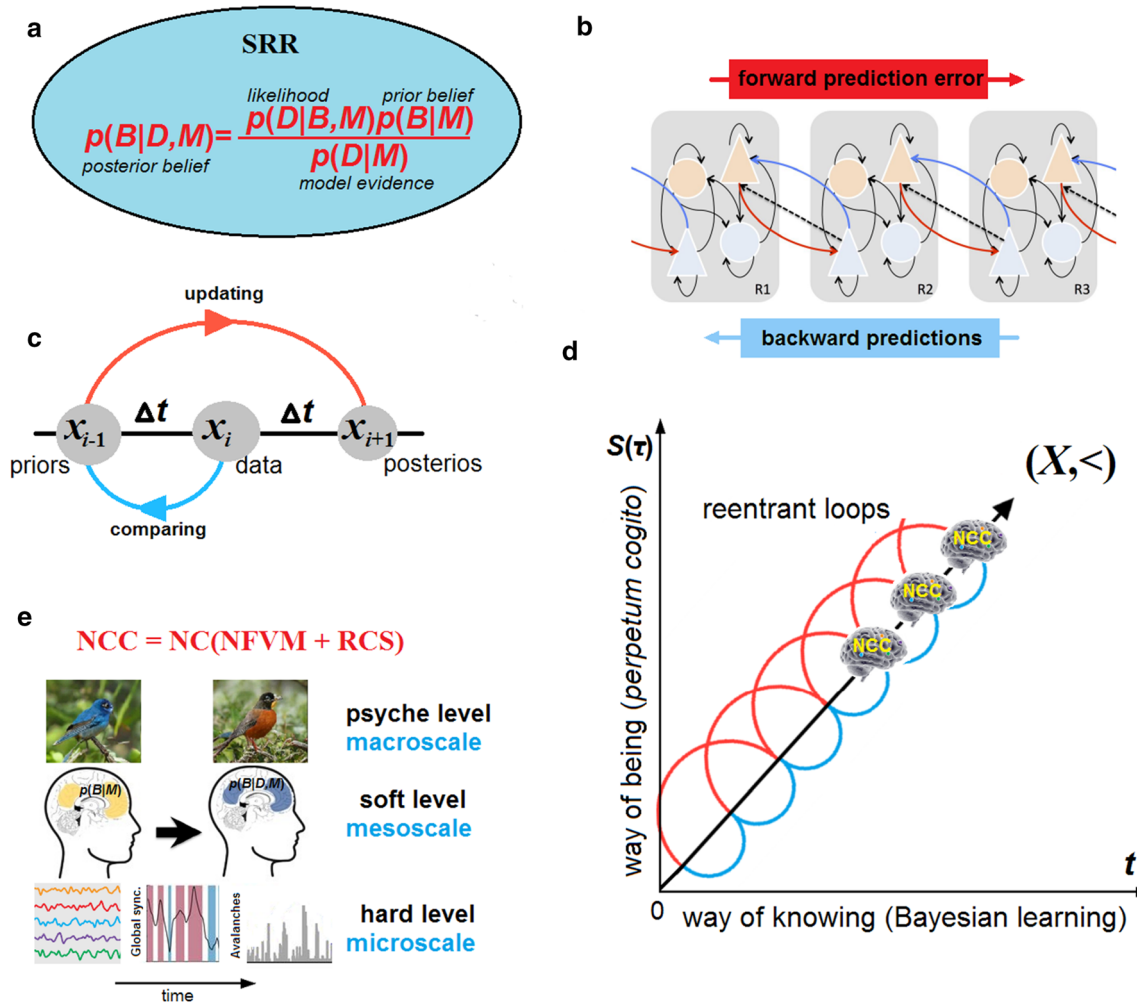 a
SRR
likelihood prior belief
p(B|D,M)= p(D|B,M)p(B|M)
posterior belief
p(D|M)
model evidence
b
forward prediction error
R1 R2 R3
backward predictions
c
updating
Δt Δt
x_{i-1} x_i x_{i+1}
priors data posterios
comparing
d
S(τ)
(X,<)
reentrant loops
NCC
NCC
NCC
way of being (perpetum cogito)
t
0
way of knowing (Bayesian learning)
e
NCC = NC(NFVM + RCS)
psyche level
macroscale
p(B|M) p(B|D,M)
soft level
mesoscale
Global sync. Avalanches
hard level
microscale
time